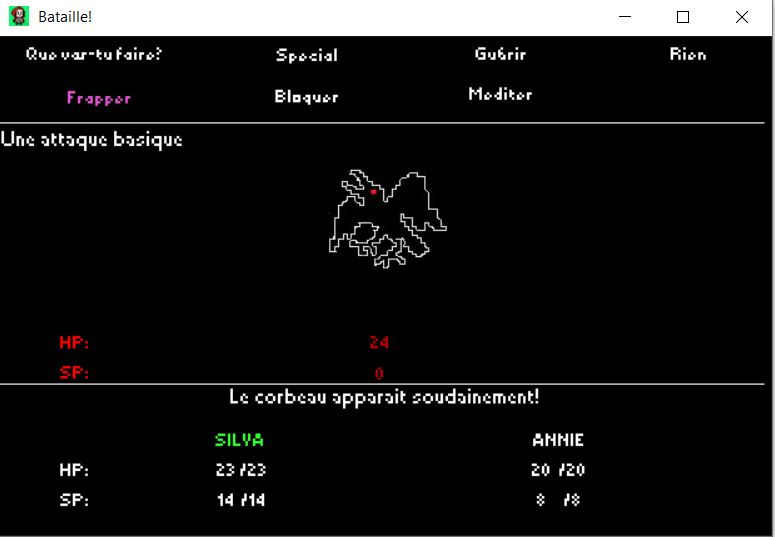 Bataille!
Que vas-tu faire? Special Guérir Rien
Frapper Bloquer Mediter
Une attaque basique
HP: 24
SP: 0
Le corbeau apparait soudainement!
SILVA ANNIE
HP: 23 /23 20 /20
SP: 14 /14 8 /8